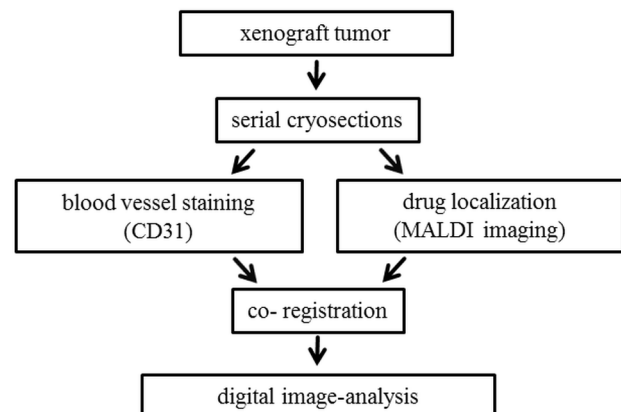 xenograft tumor
serial cryosections
blood vessel staining
(CD31)
drug localization
(MALDI imaging)
co- registration
digital image-analysis